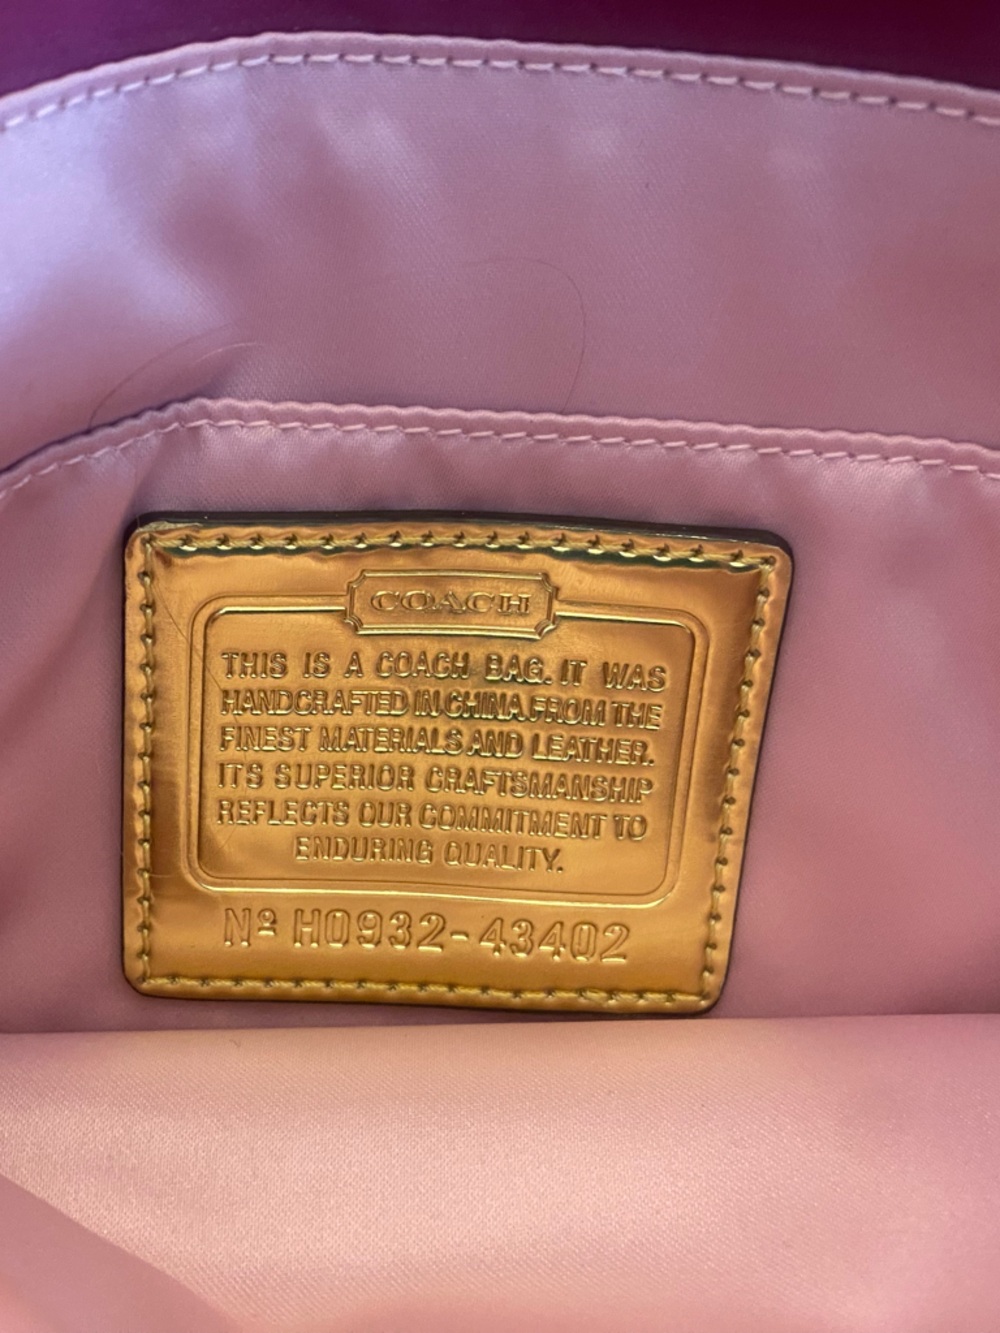 COACH
THIS IS A COACH BAG. IT WAS
HANDCRAFTED IN CHINA FROM THE
FINEST MATERIALS AND LEATHER.
ITS SUPERIOR CRAFTSMANSHIP
REFLECTS OUR COMMITMENT TO
ENDURING QUALITY.
Nº H0932-43402